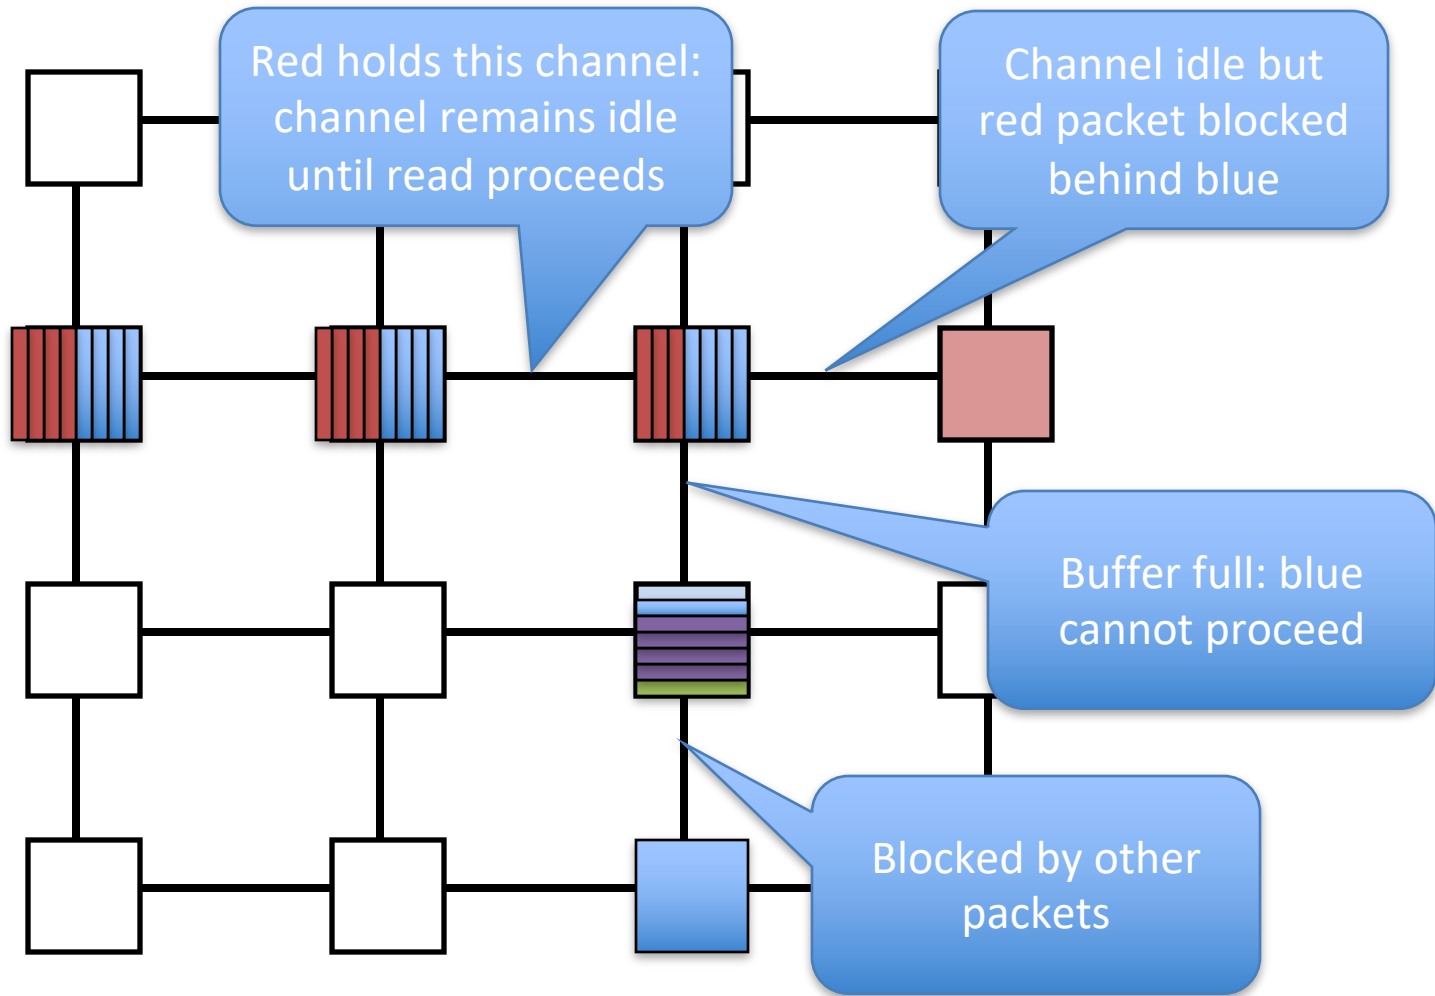 Red holds this channel:
channel remains idle
until read proceeds
Channel idle but
red packet blocked
behind blue
Buffer full: blue
cannot proceed
Blocked by other
packets